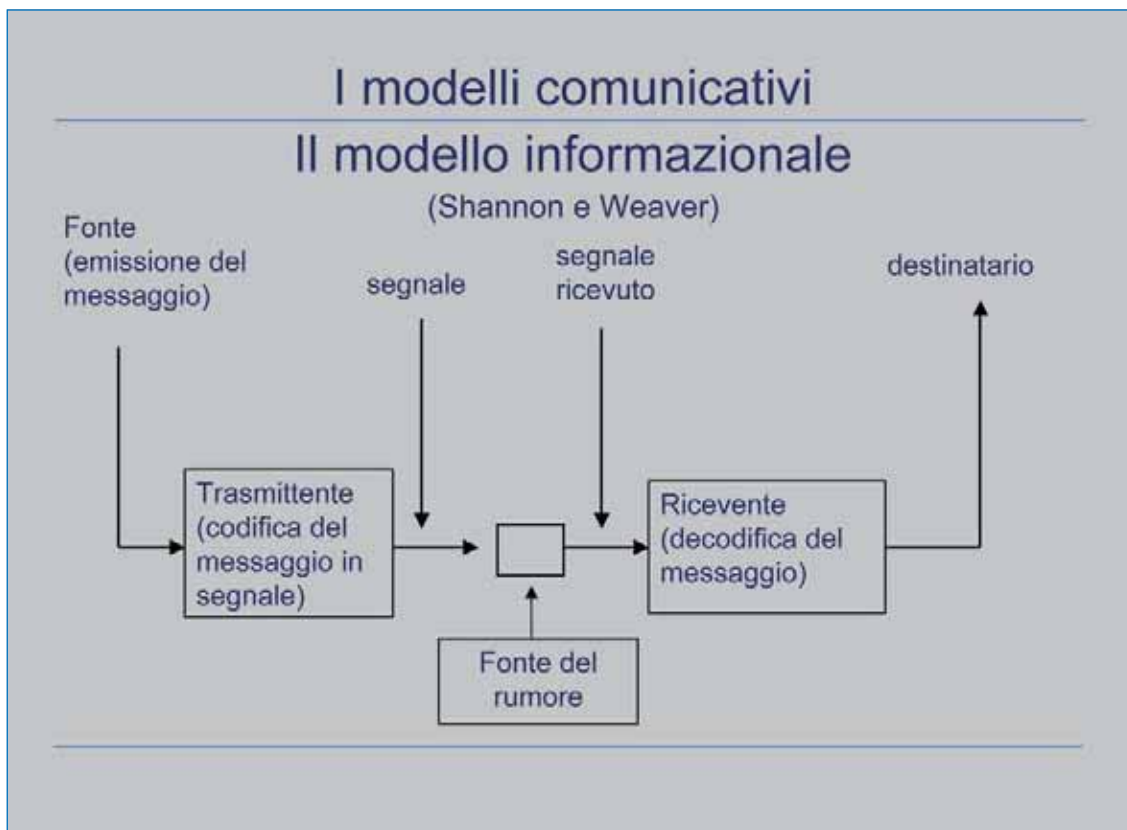 I modelli comunicativi
Il modello informazionale
(Shannon e Weaver)
Fonte
(emissione del
messaggio)
segnale
segnale
ricevuto
destinatario
Trasmittente
(codifica del
messaggio in
segnale)
Ricevente
(decodifica del
messaggio)
Fonte del
rumore